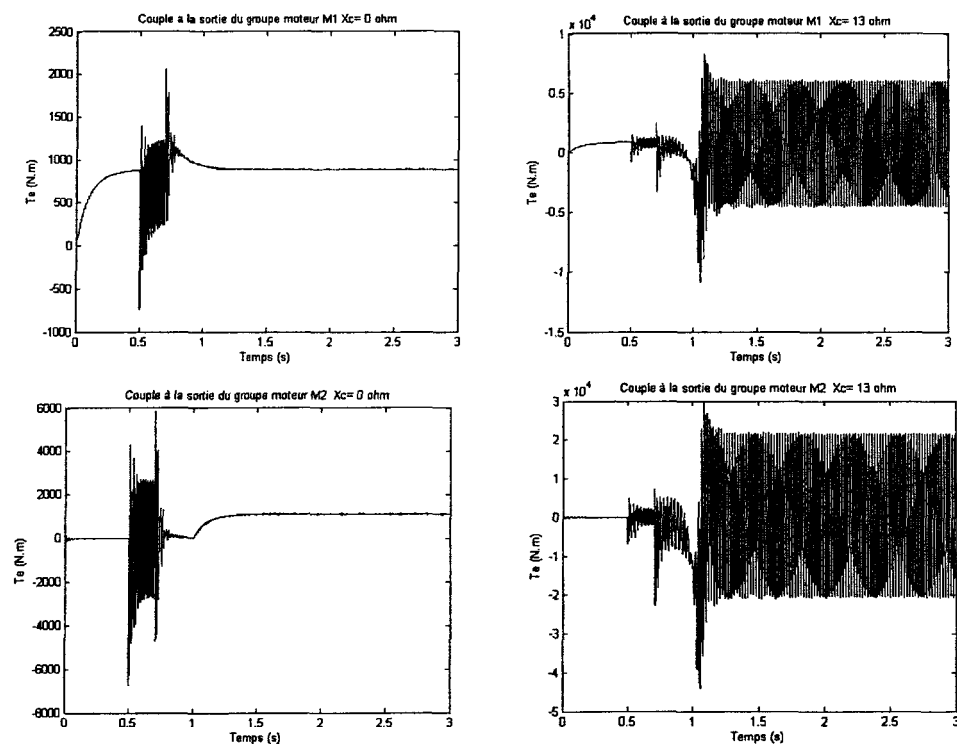 Couple à la sortie du groupe moteur M1 Xc= 0 ohm
2500
2000
1500
1000
500
0
-500
-1000
Te (N.m)
0 0.5 1 1.5 2 2.5 3
Temps (s)
Couple à la sortie du groupe moteur M1 Xc= 13 ohm
x 10^4
1
0.5
0
-0.5
-1
-1.5
Te (N.m)
0 0.5 1 1.5 2 2.5 3
Temps (s)
Couple à la sortie du groupe moteur M2 Xc= 0 ohm
6000
4000
2000
0
-2000
-4000
-6000
-8000
Te (N.m)
0 0.5 1 1.5 2 2.5 3
Temps (s)
Couple à la sortie du groupe moteur M2 Xc= 13 ohm
x 10^4
3
2
1
0
-1
-2
-3
-4
-5
Te (N.m)
0 0.5 1 1.5 2 2.5 3
Temps (s)